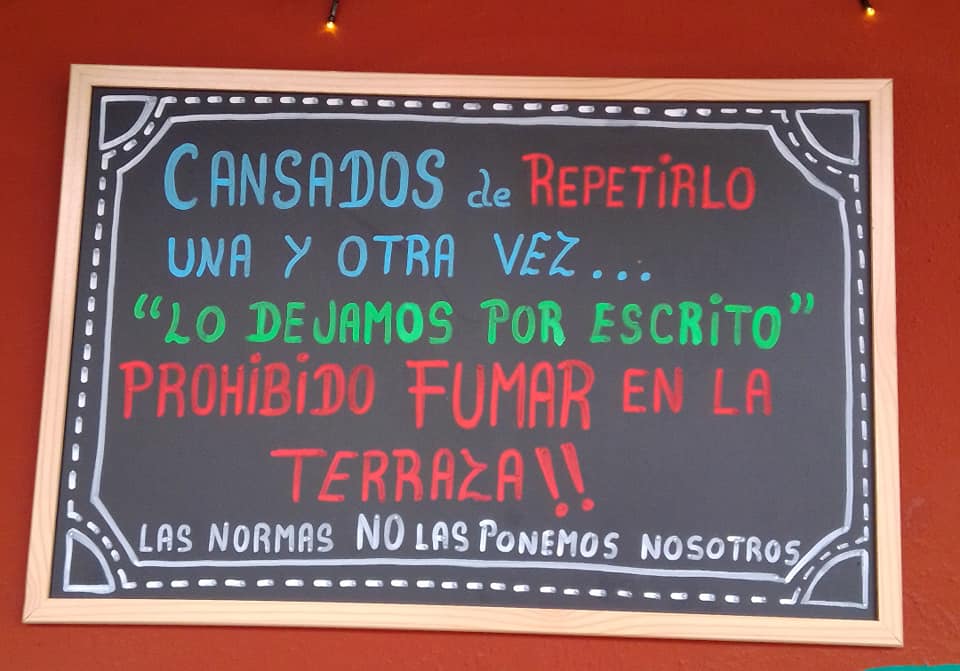 CANSADOS de REPETIRLO
UNA Y OTRA VEZ...
"LO DEJAMOS POR ESCRITO"
PROHIBIDO FUMAR EN LA
TERRAZA!!
LAS NORMAS NO LAS PONEMOS NOSOTROS